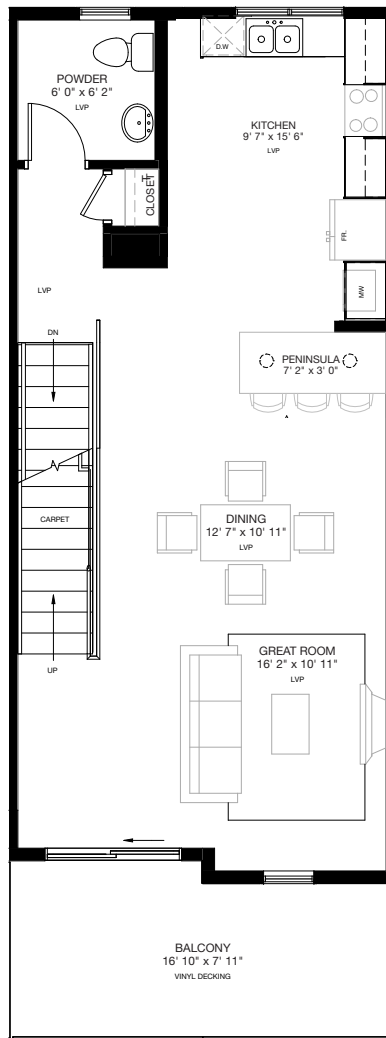 D.W
POWDER
6' 0" x 6' 2"
LVP
KITCHEN
9' 7" x 15' 6"
LVP
CLOSET
FR.
MW
LVP
DN
PENINSULA
7' 2" x 3' 0"
CARPET
DINING
12' 7" x 10' 11"
LVP
GREAT ROOM
16' 2" x 10' 11"
LVP
UP
BALCONY
16' 10" x 7' 11"
VINYL DECKING